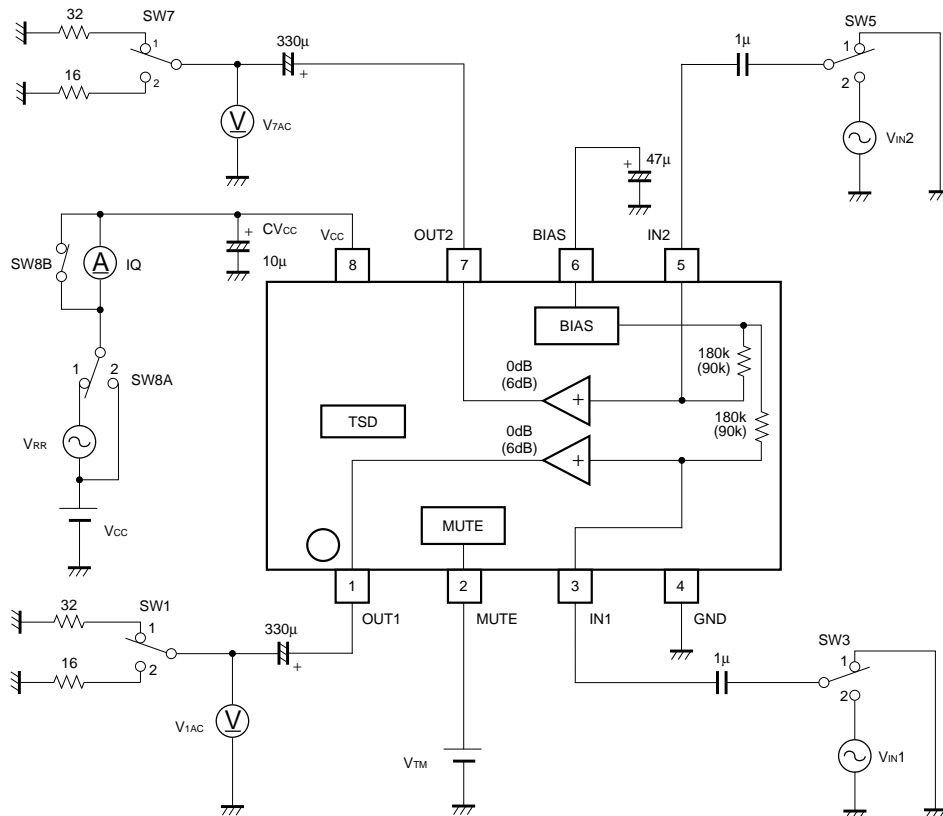 32
SW7
1
2
16
330µ
+
V7AC
V
1µ
SW5
1
2
VIN2
47µ
+
SW8B
A
IQ
+
CVCC
10µ
VCC
OUT2
BIAS
IN2
8
7
6
5
BIAS
180k
(90k)
180k
(90k)
0dB
(6dB)
+
0dB
(6dB)
+
TSD
MUTE
1
2
SW8A
VRR
VCC
1
2
3
4
OUT1
MUTE
IN1
GND
32
SW1
1
2
16
330µ
+
V1AC
V
VTM
1µ
SW3
1
2
VIN1